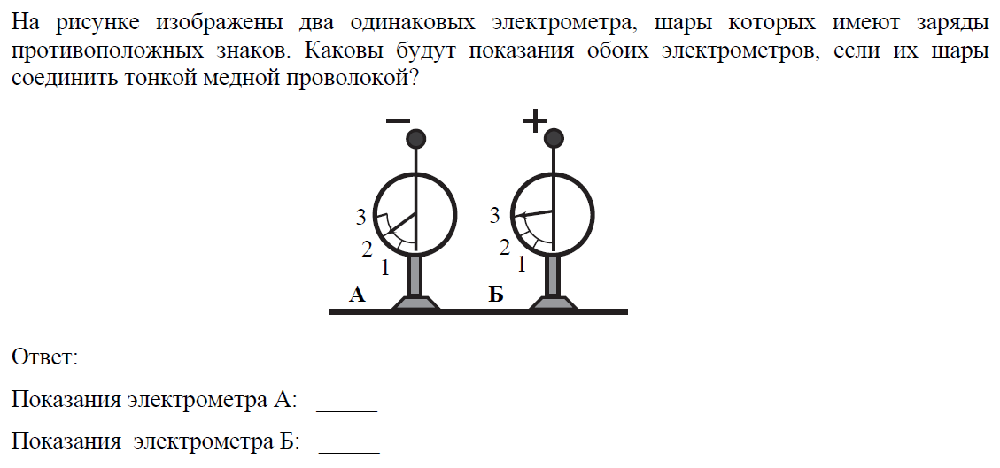 На рисунке изображены два одинаковых электрометра, шары которых имеют заряды
противоположных знаков. Каковы будут показания обоих электрометров, если их шары
соединить тонкой медной проволокой?
− +
3 3
2 2
1 1
А Б
Ответ:
Показания электрометра А: _____
Показания электрометра Б: _____